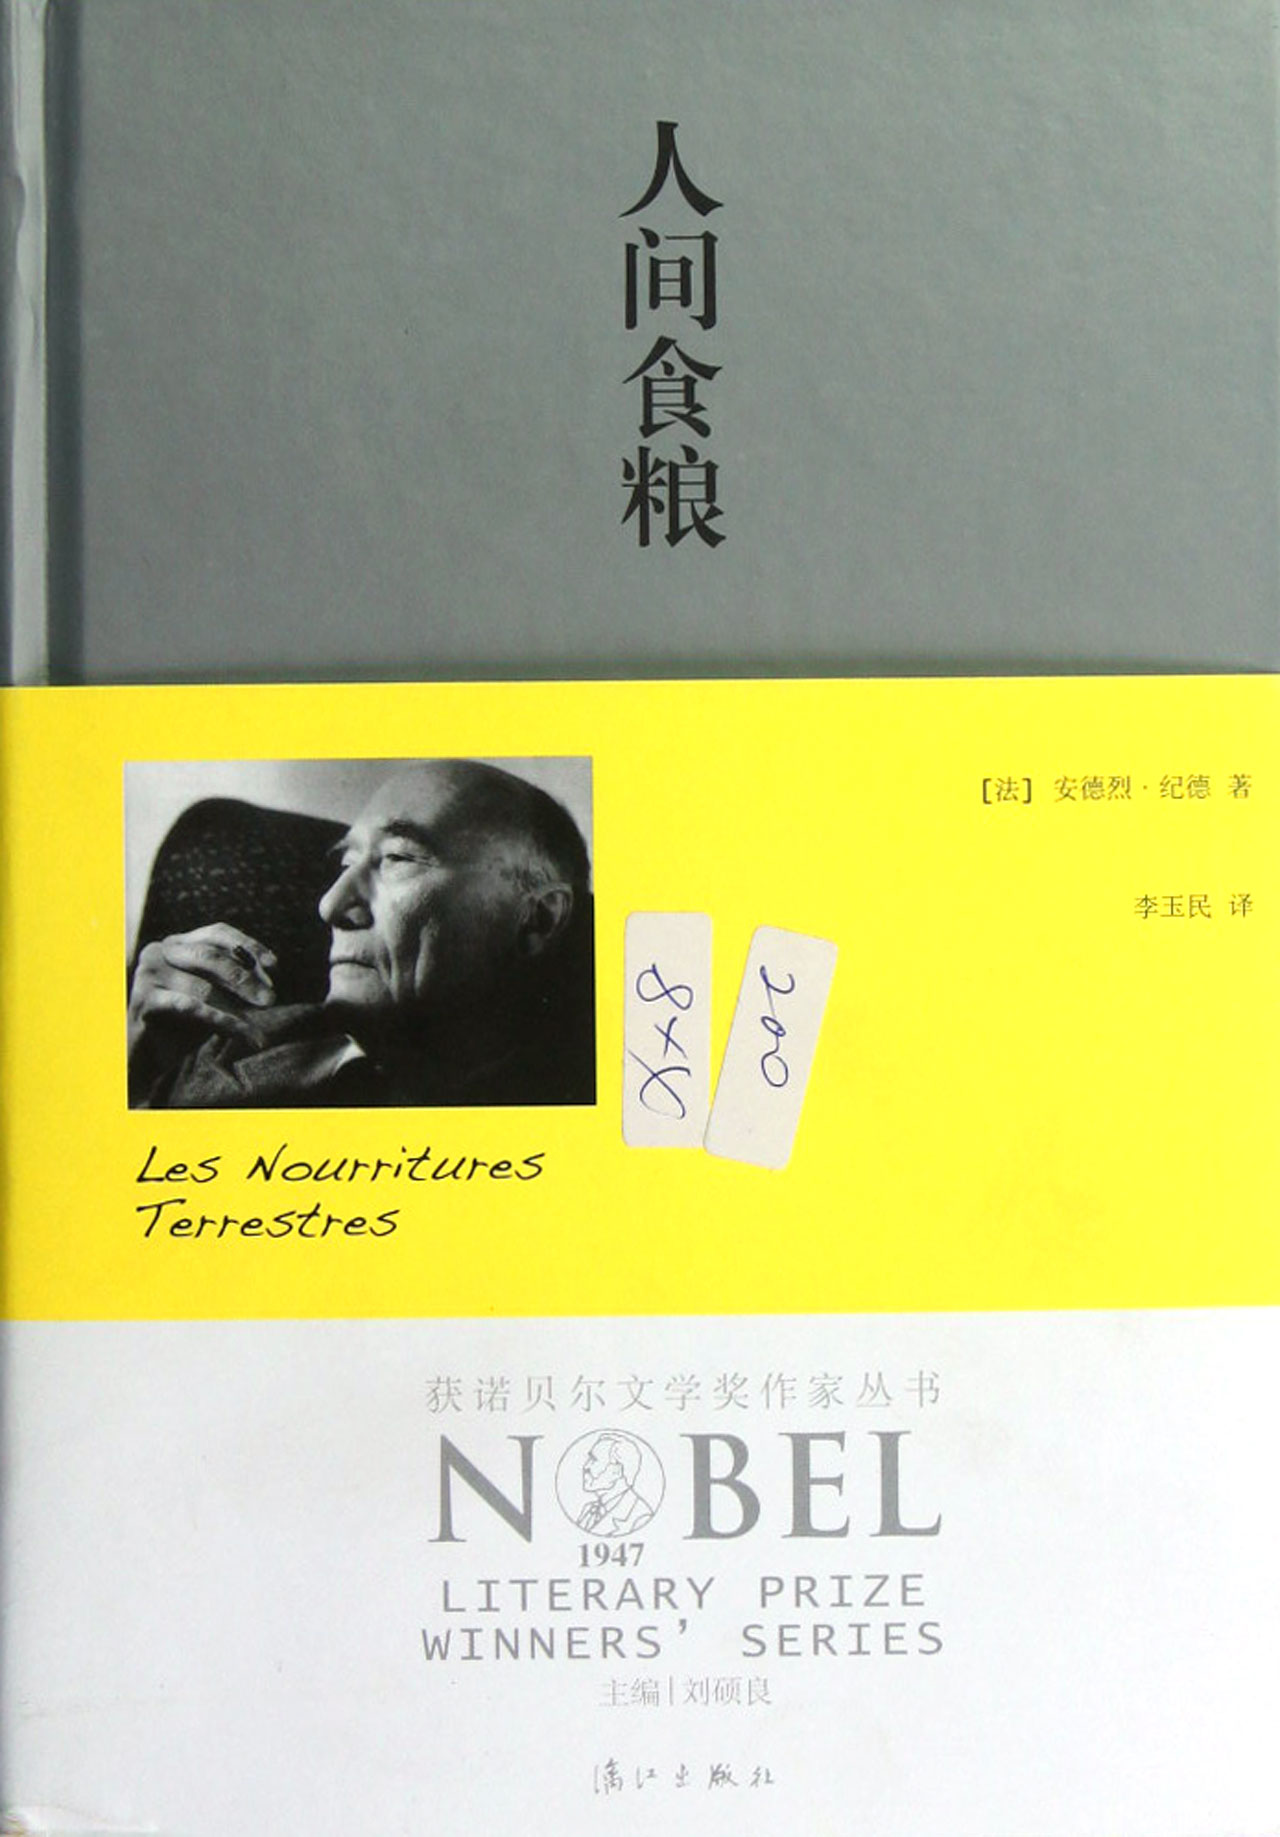 人间食粮
[法] 安德烈·纪德 著
李玉民 译
200
Les Nourritures
Terrestres
获诺贝尔文学奖作家丛书
NOBEL
1947
LITERARY PRIZE
WINNERS' SERIES
主编|刘硕良
漓江出版社